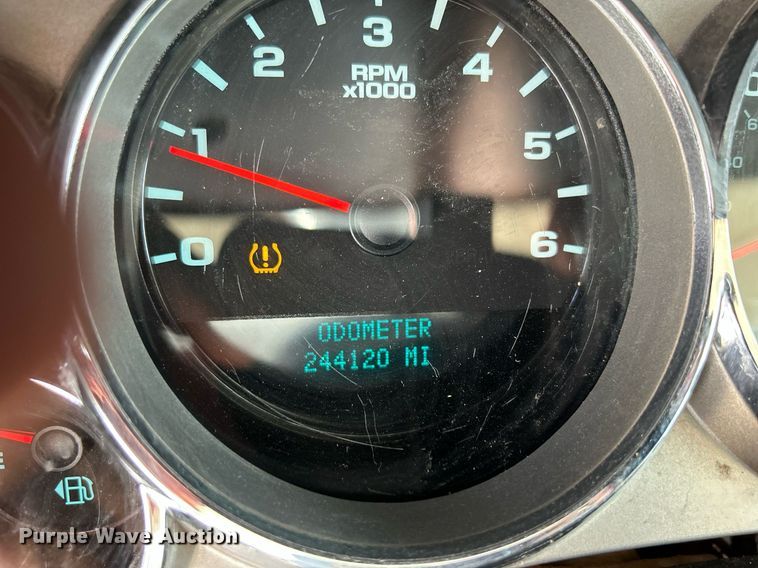 3
2
4
RPM
x1000
1
5
0
6
ODOMETER
244120 MI
E
Purple Wave Auction